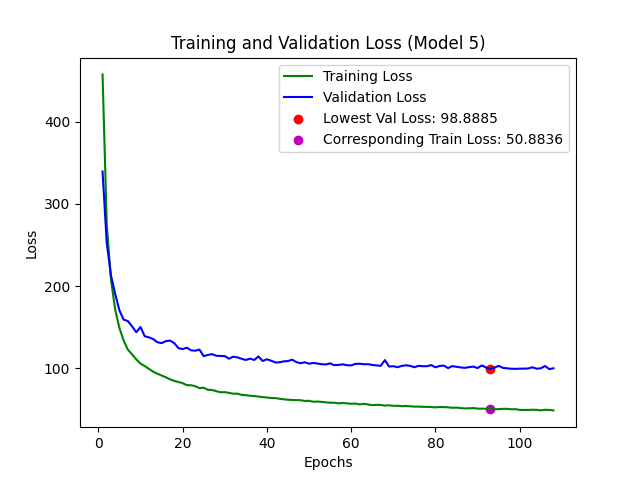 Training and Validation Loss (Model 5)
Training Loss
Validation Loss
Lowest Val Loss: 98.8885
Corresponding Train Loss: 50.8836
Loss
400
300
200
100
0 20 40 60 80 100
Epochs